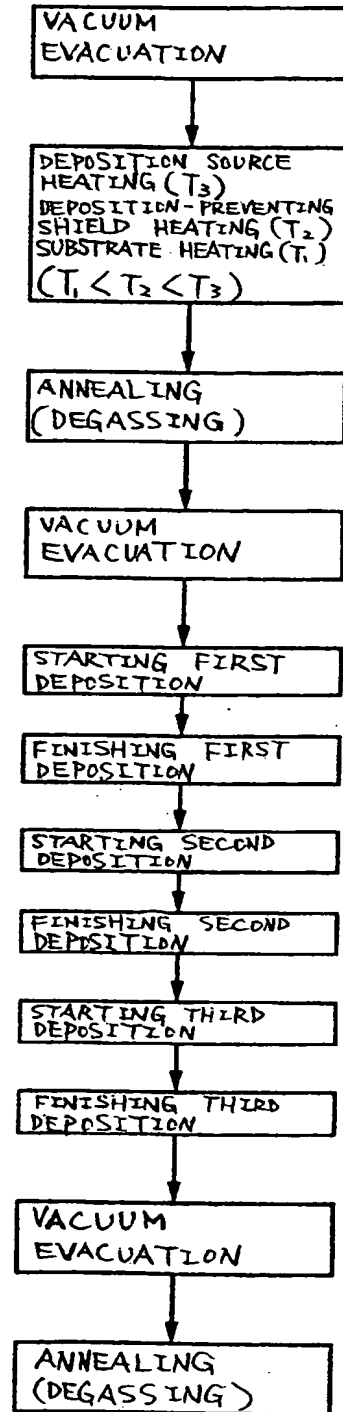 VACUUM
EVACUATION
DEPOSITION SOURCE
HEATING (T₃)
DEPOSITION-PREVENTING
SHIELD HEATING (T₂)
SUBSTRATE HEATING (T₁)
(T₁ < T₂ < T₃)
ANNEALING
(DEGASSING)
VACUUM
EVACUATION
STARTING FIRST
DEPOSITION
FINISHING FIRST
DEPOSITION
STARTING SECOND
DEPOSITION
FINISHING SECOND
DEPOSITION
STARTING THIRD
DEPOSITION
FINISHING THIRD
DEPOSITION
VACUUM
EVACUATION
ANNEALING
(DEGASSING)